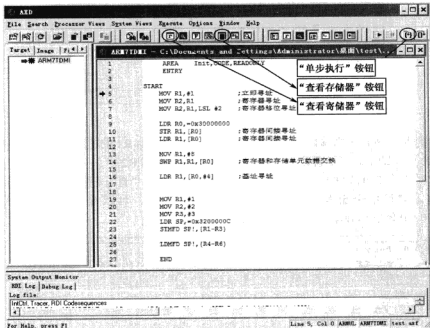 AXD
File Search Processor Views System Views Execute Options Window Help
Target Image
ARM7TDMI
ARM7TDMI - C:\Documents and Settings\Administrator\桌面\test\...
1 AREA Init,CODE,READONLY
2 ENTRY
3
4 START
5 MOV R1,#1 ;立即寻址
6 MOV R2,R1 ;寄存器寻址
7 MOV R2,R1,LSL #2 ;寄存器移位寻址
8
9 LDR R0,=0x30000000
10 STR R1,[R0] ;寄存器间接寻址
11 LDR R1,[R0] ;寄存器间接寻址
12
13 MOV R1,#8
14 SWP R1,R1,[R0] ;寄存器和存储单元数据交换
15
16 LDR R1,[R0,#4] ;基址寻址
17
18
19 MOV R1,#1
20 MOV R2,#2
21 MOV R3,#3
22 LDR SP,=0x3200000C
23 STMFD SP!,{R1-R3}
24
25 LDMFD SP!,{R4-R6}
26
27 END
“单步执行”按钮
“查看存储器”按钮
“查看寄储器”按钮
System Output Monitor
RDI Log Debug Log
Log file
IntCtrl, Tracer, RDI Codesequences
For Help, press F1
Line 5, Col 0 ARMUL ARM7TDMI test.axf